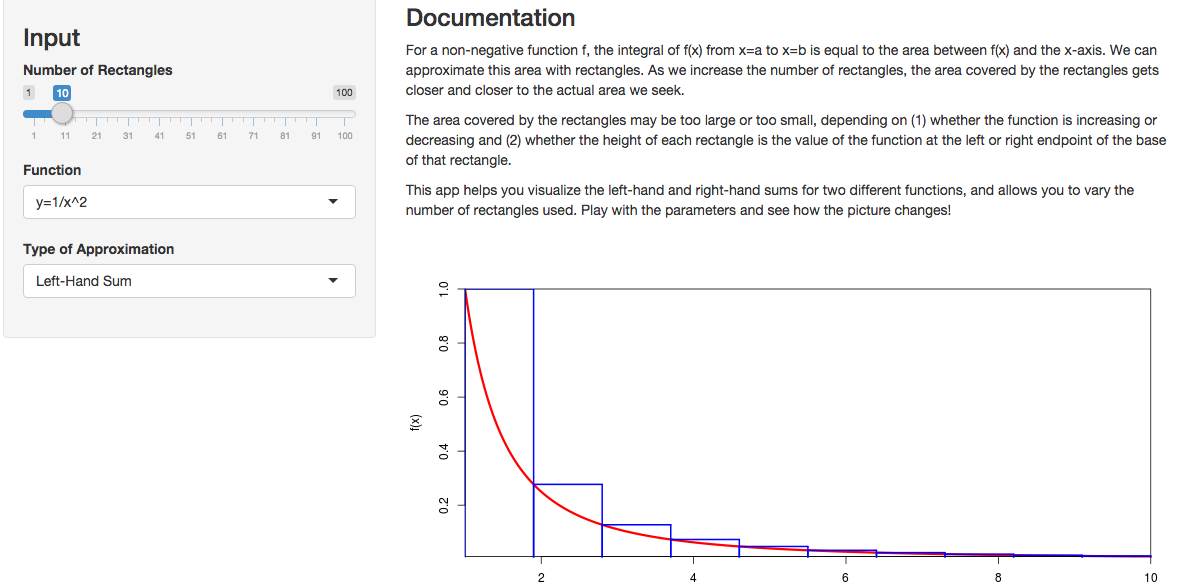 Input
Number of Rectangles
1 10 100
1 11 21 31 41 51 61 71 81 91 100
Function
y=1/x^2
Type of Approximation
Left-Hand Sum
Documentation
For a non-negative function f, the integral of f(x) from x=a to x=b is equal to the area between f(x) and the x-axis. We can
approximate this area with rectangles. As we increase the number of rectangles, the area covered by the rectangles gets
closer and closer to the actual area we seek.
The area covered by the rectangles may be too large or too small, depending on (1) whether the function is increasing or
decreasing and (2) whether the height of each rectangle is the value of the function at the left or right endpoint of the base
of that rectangle.
This app helps you visualize the left-hand and right-hand sums for two different functions, and allows you to vary the
number of rectangles used. Play with the parameters and see how the picture changes!
1.0
0.8
0.6
f(x)
0.4
0.2
2 4 6 8 10